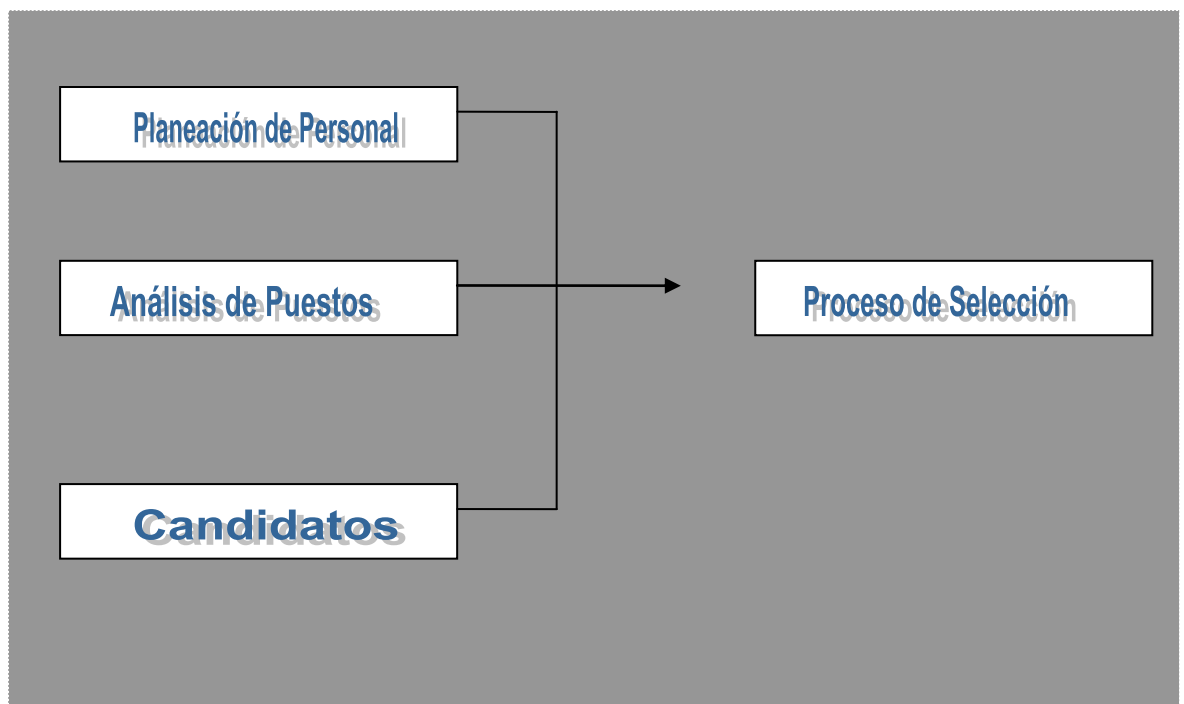 Planeación de Personal
Análisis de Puestos
Proceso de Selección
Candidatos